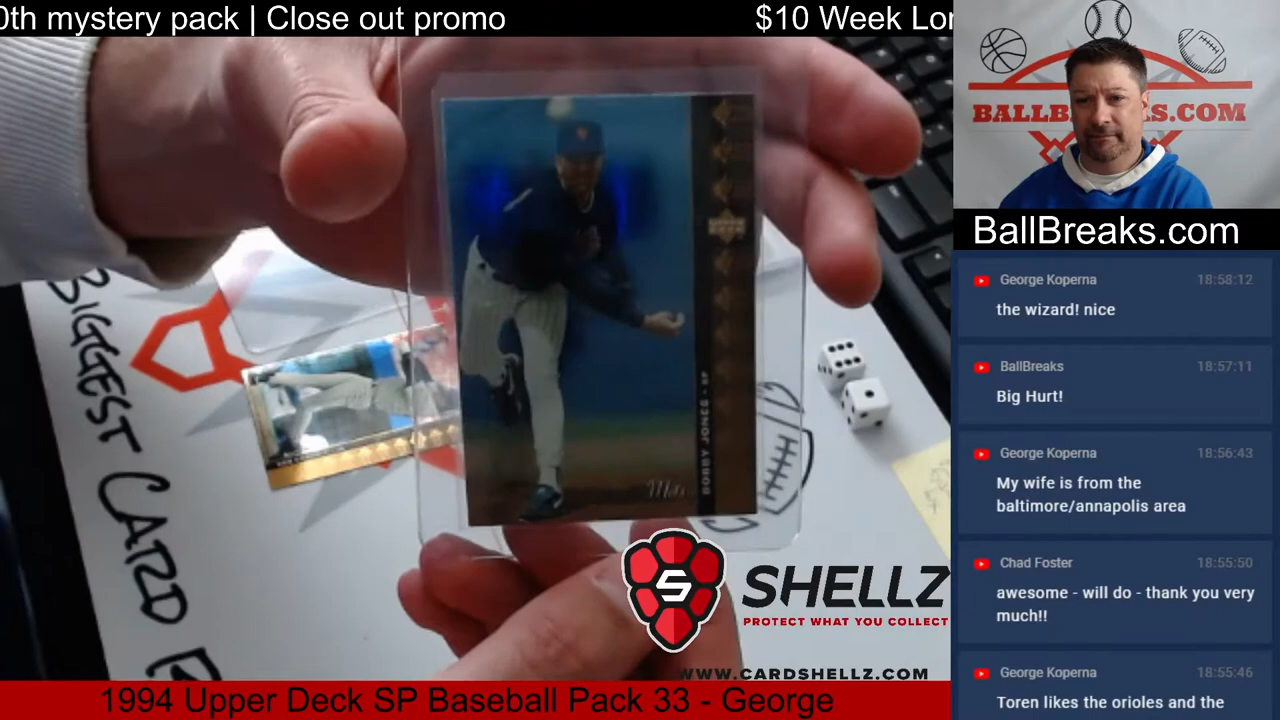 0th mystery pack | Close out promo
$10 Week Lon
BALLBREAKS.COM
BallBreaks.com
George Koperna 18:58:12
the wizard! nice
BallBreaks 18:57:11
Big Hurt!
George Koperna 18:56:43
My wife is from the
baltimore/annapolis area
Chad Foster 18:55:50
awesome - will do - thank you very
much!!
George Koperna 18:55:46
Toren likes the orioles and the
BOBBY JONES · SP
Mets
BIGGEST CARD
S
SHELLZ
PROTECT WHAT YOU COLLECT
WWW.CARDSHELLZ.COM
1994 Upper Deck SP Baseball Pack 33 - George